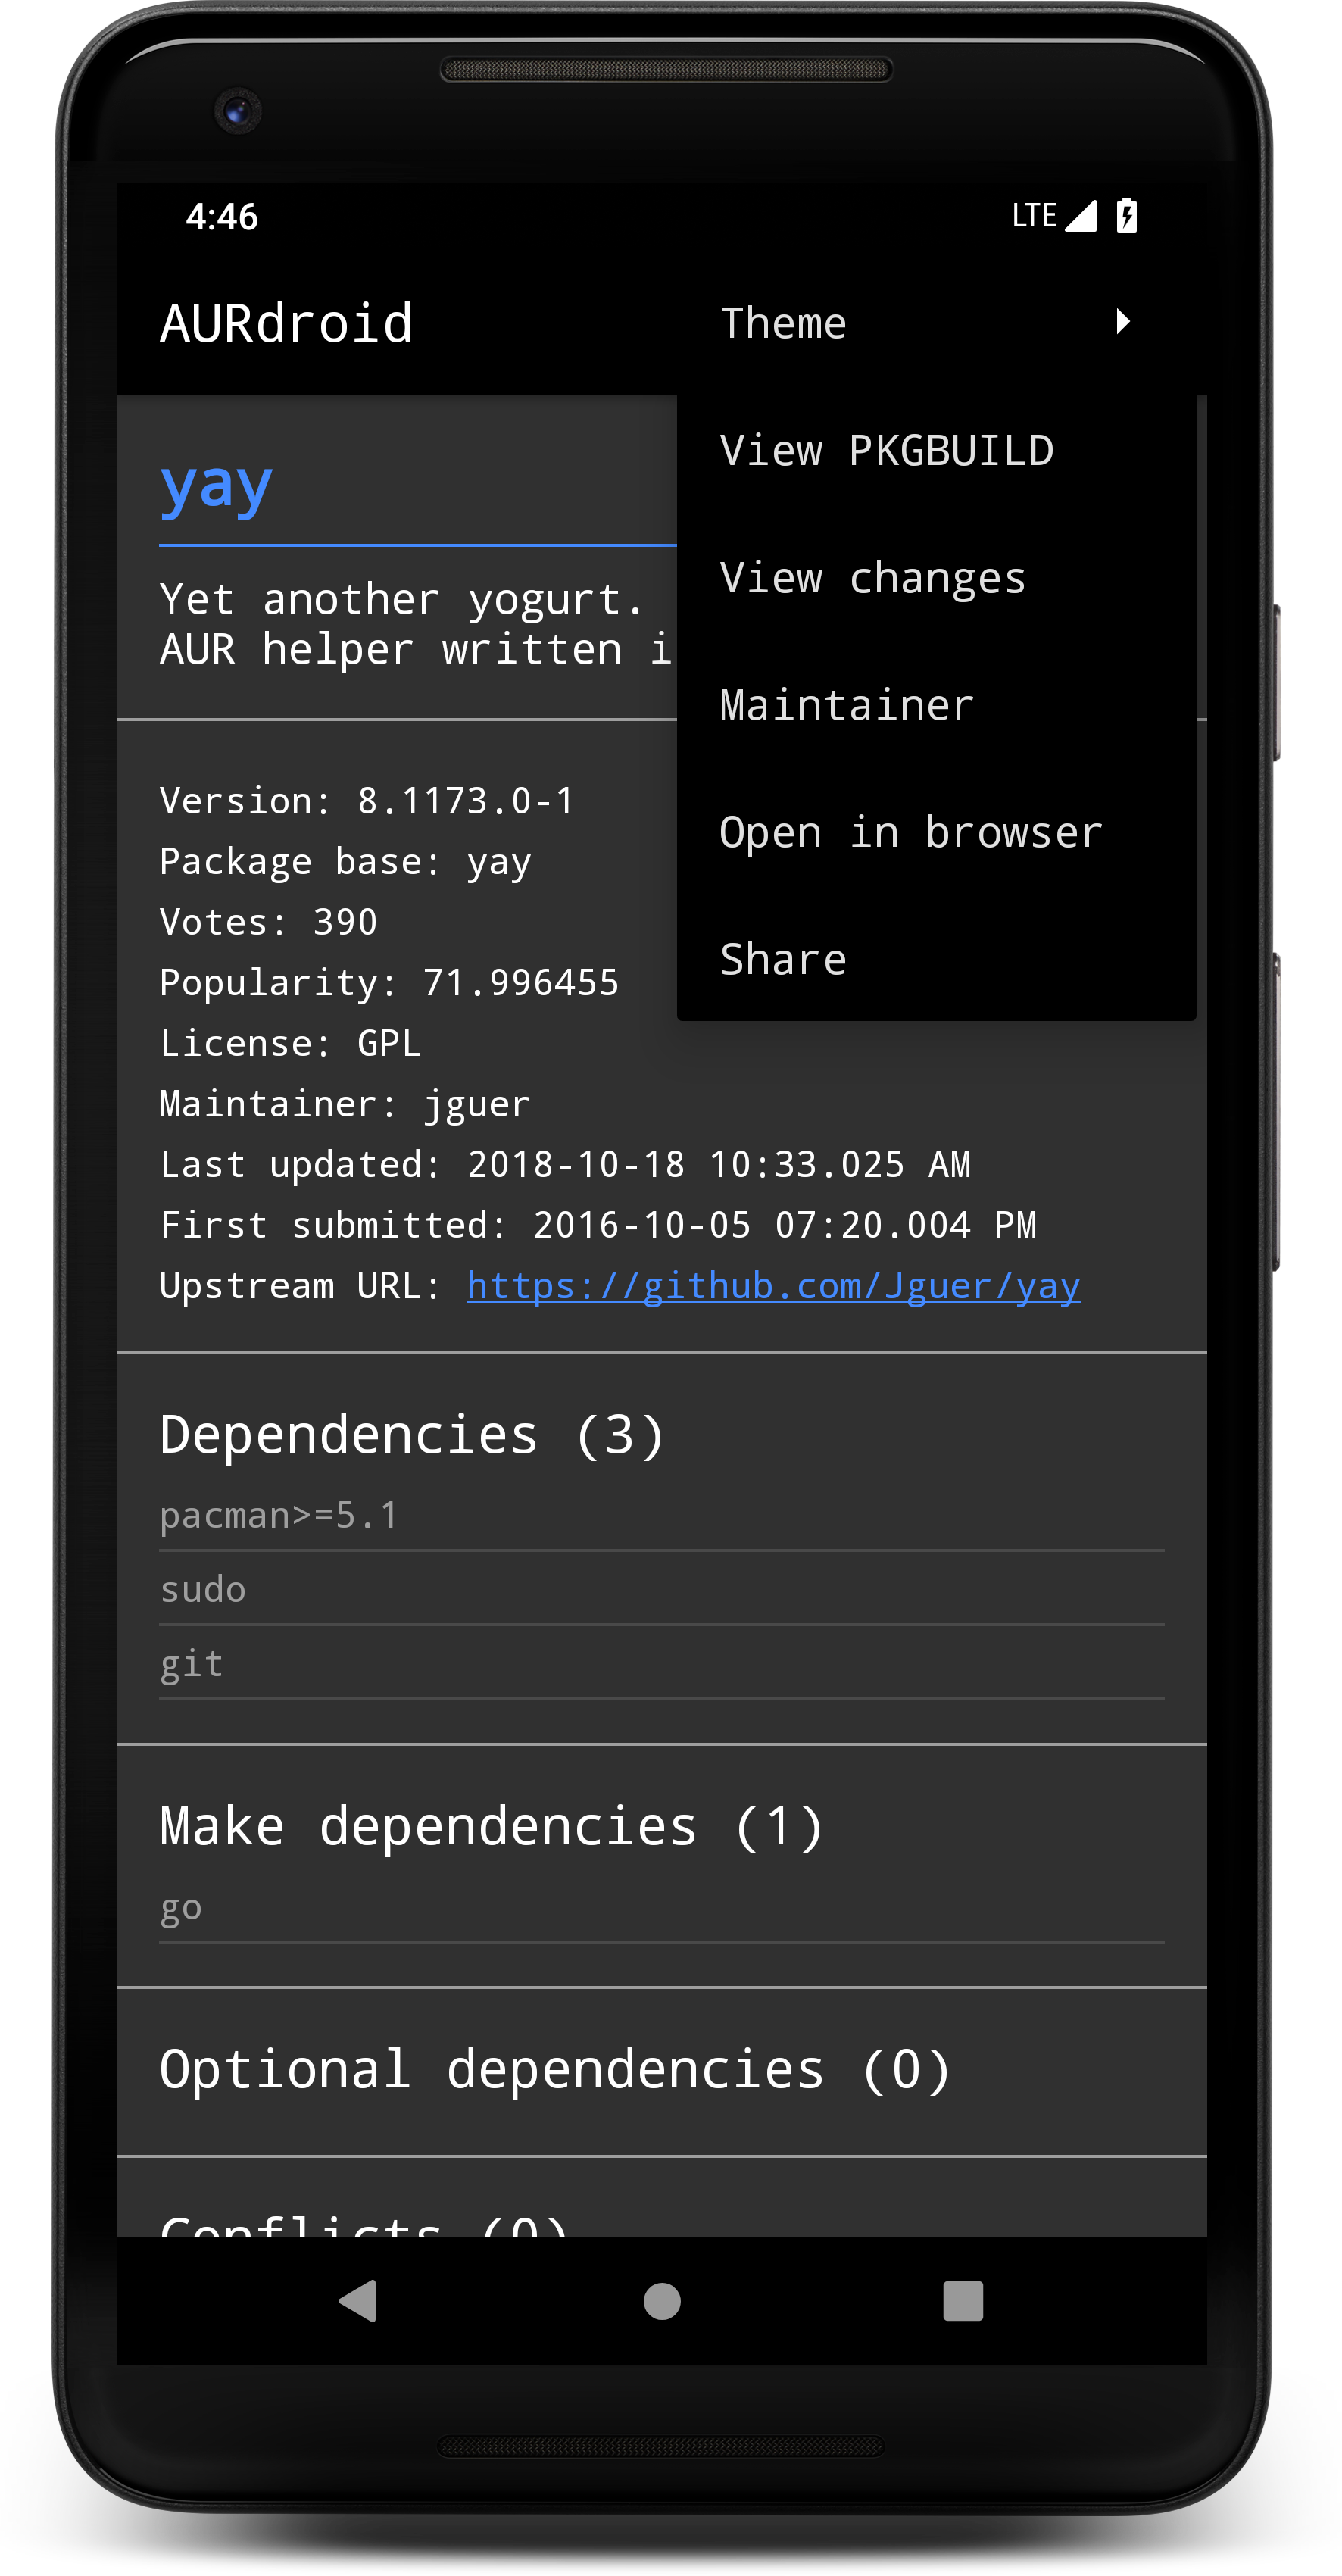 4:46 LTE
AURdroid
Theme
View PKGBUILD
View changes
Maintainer
Open in browser
Share
yay
Yet another yogurt.
AUR helper written i
Version: 8.1173.0-1
Package base: yay
Votes: 390
Popularity: 71.996455
License: GPL
Maintainer: jguer
Last updated: 2018-10-18 10:33.025 AM
First submitted: 2016-10-05 07:20.004 PM
Upstream URL: https://github.com/Jguer/yay
Dependencies (3)
pacman>=5.1
sudo
git
Make dependencies (1)
go
Optional dependencies (0)
Conflicts (0)